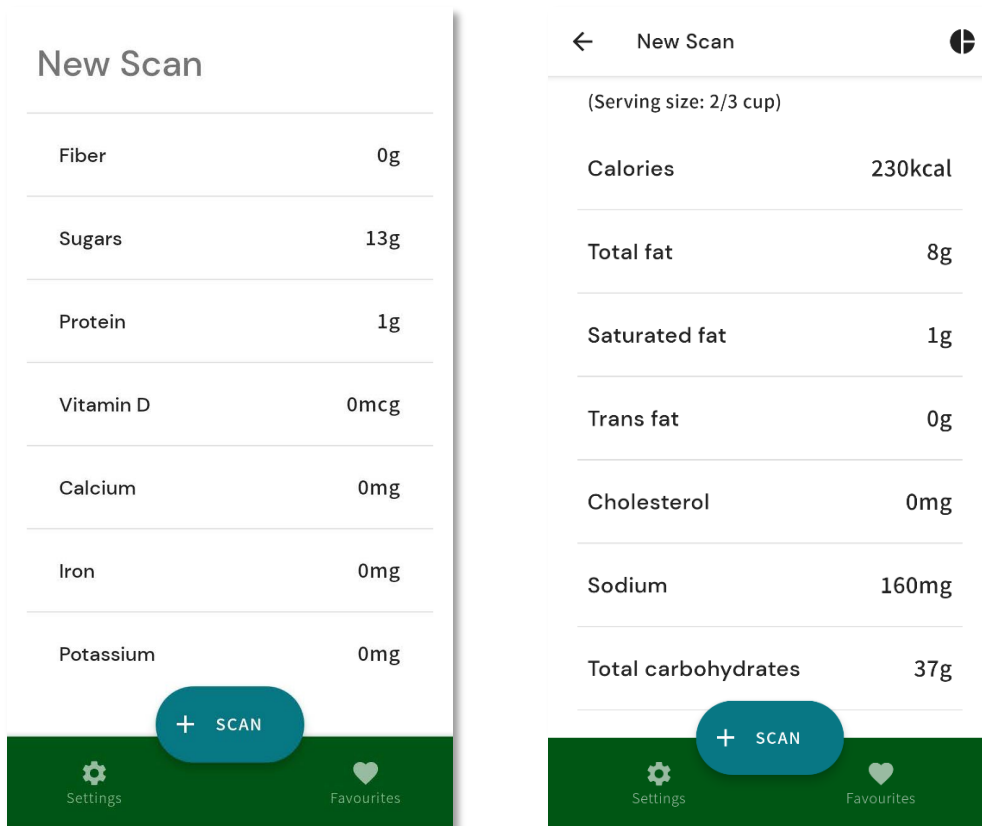 New Scan
Fiber 0g
Sugars 13g
Protein 1g
Vitamin D 0mcg
Calcium 0mg
Iron 0mg
Potassium 0mg
+ SCAN
Settings Favourites
New Scan
(Serving size: 2/3 cup)
Calories 230kcal
Total fat 8g
Saturated fat 1g
Trans fat 0g
Cholesterol 0mg
Sodium 160mg
Total carbohydrates 37g
+ SCAN
Settings Favourites